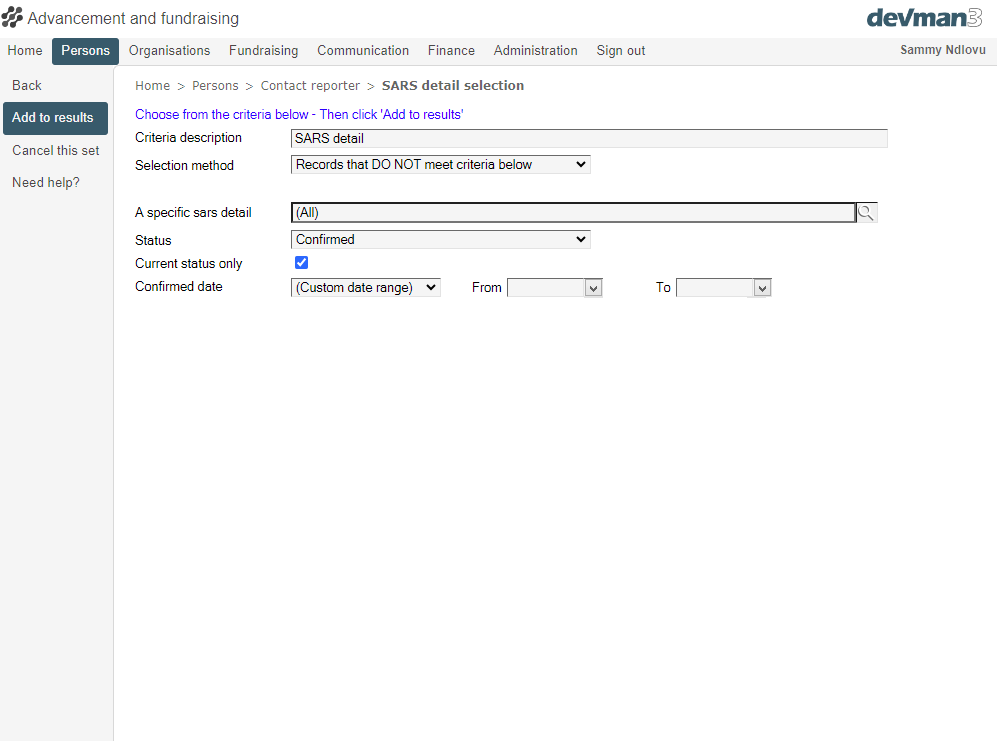 Advancement and fundraising
devman3
Home Persons Organisations Fundraising Communication Finance Administration Sign out Sammy Ndlovu
Back
Add to results
Cancel this set
Need help?
Home > Persons > Contact reporter > SARS detail selection
Choose from the criteria below - Then click 'Add to results'
Criteria description SARS detail
Selection method Records that DO NOT meet criteria below
A specific sars detail (All)
Status Confirmed
Current status only
Confirmed date (Custom date range) From To